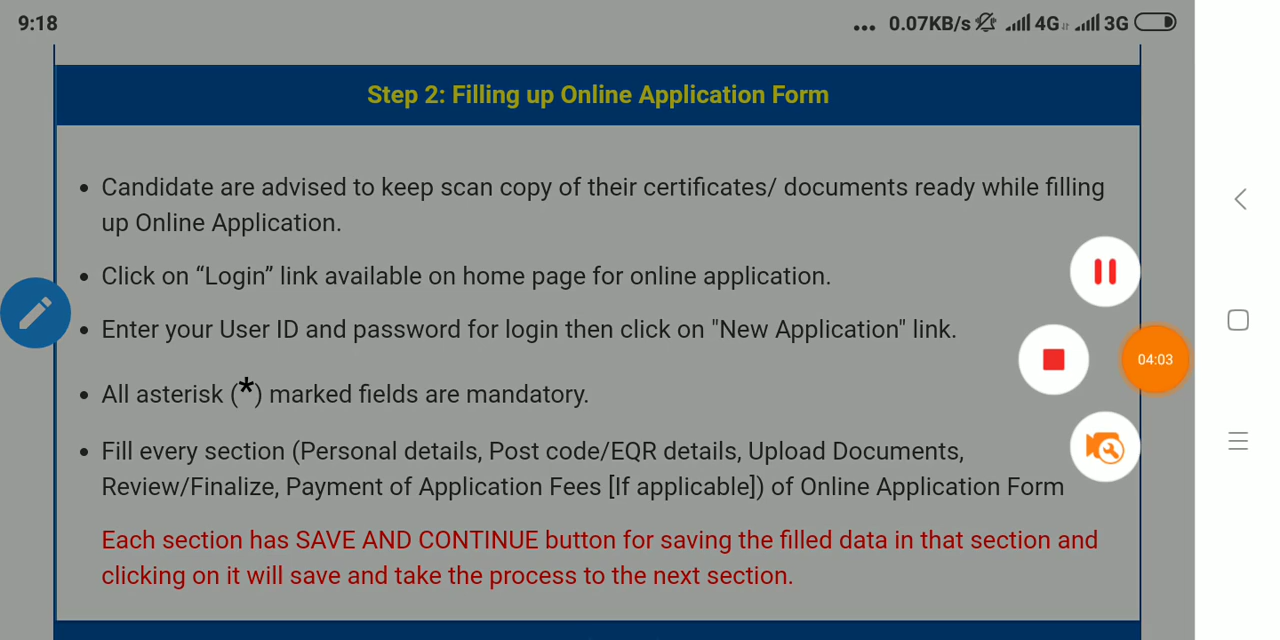 9:18
... 0.07KB/s 4G 3G
Step 2: Filling up Online Application Form
• Candidate are advised to keep scan copy of their certificates/ documents ready while filling
up Online Application.
• Click on “Login” link available on home page for online application.
• Enter your User ID and password for login then click on "New Application" link.
• All asterisk (*) marked fields are mandatory.
04:03
• Fill every section (Personal details, Post code/EQR details, Upload Documents,
Review/Finalize, Payment of Application Fees [If applicable]) of Online Application Form
Each section has SAVE AND CONTINUE button for saving the filled data in that section and
clicking on it will save and take the process to the next section.